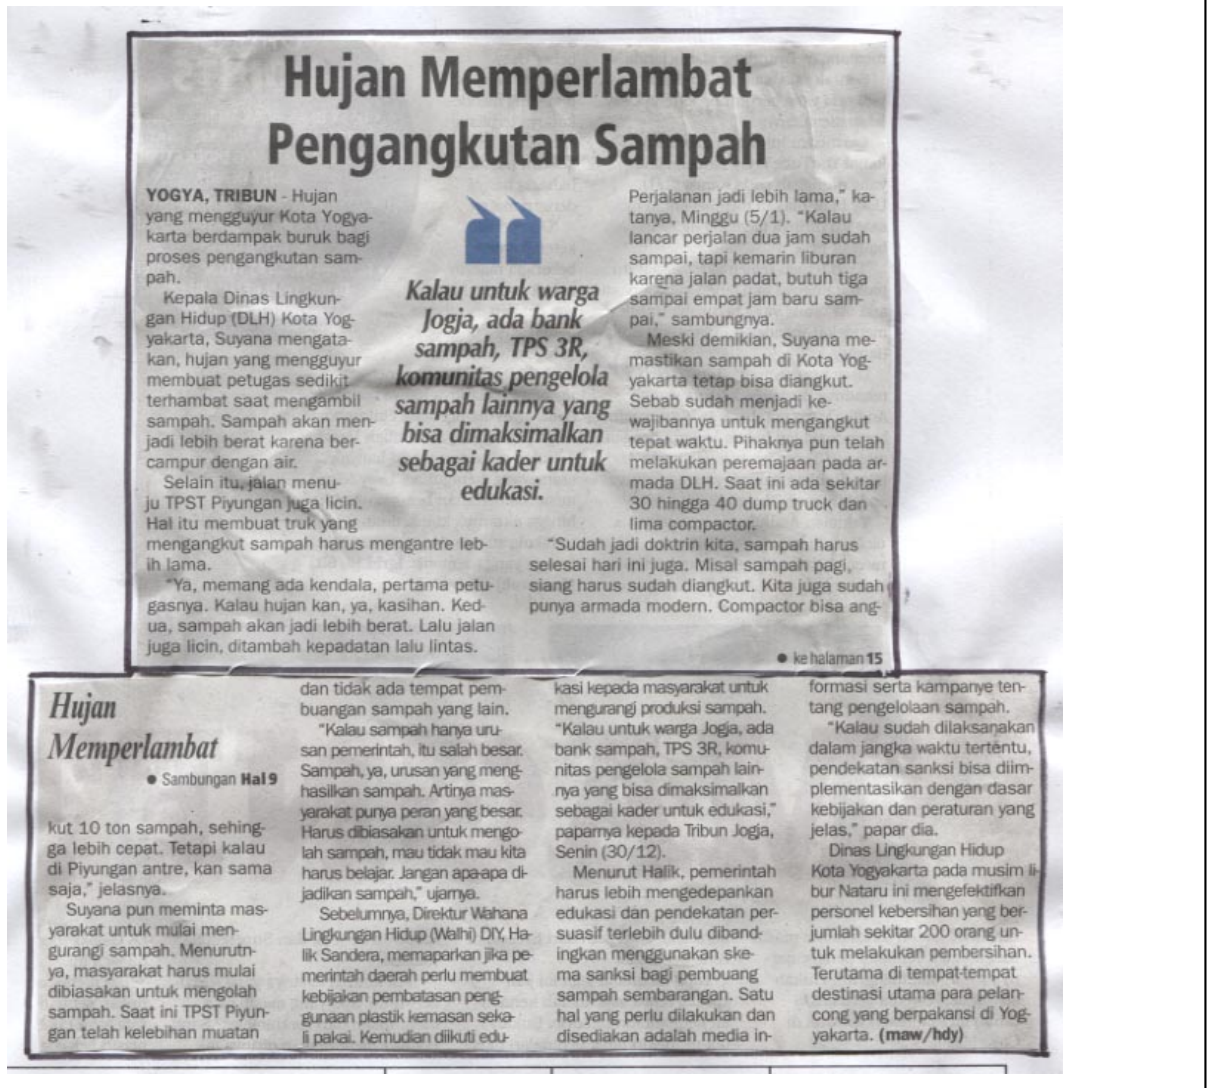 Hujan Memperlambat
Pengangkutan Sampah
YOGYA, TRIBUN - Hujan
yang mengguyur Kota Yogya-
karta berdampak buruk bagi
proses pengangkutan sam-
pah.
Kepala Dinas Lingkun-
gan Hidup (DLH) Kota Yog-
yakarta, Suyana mengata-
kan, hujan yang mengguyur
membuat petugas sedikit
terhambat saat mengambil
sampah. Sampah akan men-
jadi lebih berat karena ber-
campur dengan air.
Selain itu, jalan menu-
ju TPST Piyungan juga licin.
Hal itu membuat truk yang
mengangkut sampah harus mengantre leb-
ih lama.
"Ya, memang ada kendala, pertama petu-
gasnya. Kalau hujan kan, ya, kasihan. Ked-
ua, sampah akan jadi lebih berat. Lalu jalan
juga licin, ditambah kepadatan lalu lintas.
Kalau untuk warga
Jogja, ada bank
sampah, TPS 3R,
komunitas pengelola
sampah lainnya yang
bisa dimaksimalkan
sebagai kader untuk
edukasi.
Perjalanan jadi lebih lama," ka-
tanya, Minggu (5/1). "Kalau
lancar perjalan dua jam sudah
sampai, tapi kemarin liburan
karena jalan padat, butuh tiga
sampai empat jam baru sam-
pai," sambungnya.
Meski demikian, Suyana me-
mastikan sampah di Kota Yog-
yakarta tetap bisa diangkut.
Sebab sudah menjadi ke-
wajibannya untuk mengangkut
tepat waktu. Pihaknya pun telah
melakukan peremajaan pada ar-
mada DLH. Saat ini ada sekitar
30 hingga 40 dump truck dan
lima compactor.
"Sudah jadi doktrin kita, sampah harus
selesai hari ini juga. Misal sampah pagi,
siang harus sudah diangkut. Kita juga sudah
punya armada modern. Compactor bisa ang-
● ke halaman 15
Hujan
Memperlambat
● Sambungan Hal 9
kut 10 ton sampah, sehing-
ga lebih cepat. Tetapi kalau
di Piyungan antre, kan sama
saja," jelasnya.
Suyana pun meminta mas-
yarakat untuk mulai men-
gurangi sampah. Menurutn-
ya, masyarakat harus mulai
dibiasakan untuk mengolah
sampah. Saat ini TPST Piyun-
gan telah kelebihan muatan
dan tidak ada tempat pem-
buangan sampah yang lain.
"Kalau sampah hanya uru-
san pemerintah, itu salah besar.
Sampah, ya, urusan yang meng-
hasilkan sampah. Artinya mas-
yarakat punya peran yang besar.
Harus dibiasakan untuk mengo-
lah sampah, mau tidak mau kita
harus belajar. Jangan apa-apa di-
jadikan sampah," ujarnya.
Sebelumnya, Direktur Wahana
Lingkungan Hidup (Walhi) DIY, Ha-
lik Sandera, memaparkan jika pe-
merintah daerah perlu membuat
kebijakan pembatasan peng-
gunaan plastik kemasan seka-
li pakai. Kemudian diikuti edu-
kasi kepada masyarakat untuk
mengurangi produksi sampah.
"Kalau untuk warga Jogja, ada
bank sampah, TPS 3R, komu-
nitas pengelola sampah lain-
nya yang bisa dimaksimalkan
sebagai kader untuk edukasi,"
paparnya kepada Tribun Jogja,
Senin (30/12).
Menurut Halik, pemerintah
harus lebih mengedepankan
edukasi dan pendekatan per-
suasif terlebih dulu diband-
ingkan menggunakan ske-
ma sanksi bagi pembuang
sampah sembarangan. Satu
hal yang perlu dilakukan dan
disediakan adalah media in-
formasi serta kampanye ten-
tang pengelolaan sampah.
"Kalau sudah dilaksanakan
dalam jangka waktu tertentu,
pendekatan sanksi bisa diim-
plementasikan dengan dasar
kebijakan dan peraturan yang
jelas," papar dia.
Dinas Lingkungan Hidup
Kota Yogyakarta pada musim li-
bur Nataru ini mengefektifkan
personel kebersihan yang ber-
jumlah sekitar 200 orang un-
tuk melakukan pembersihan.
Terutama di tempat-tempat
destinasi utama para pelan-
cong yang berpakansi di Yog-
yakarta. (maw/hdy)